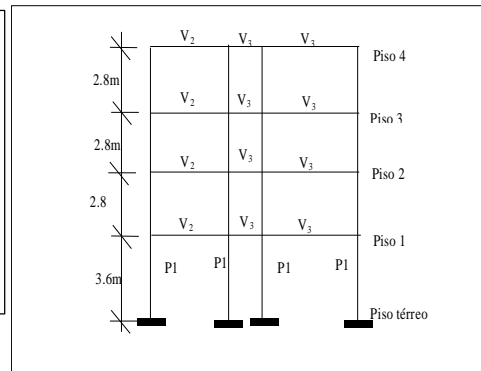 V2 V3 V3
Piso 4
2.8m
V2 V3 V3
Piso 3
2.8m
V2 V3 V3
Piso 2
2.8
V2 V3 V3
Piso 1
P1 P1 P1 P1
3.6m
Piso térreo